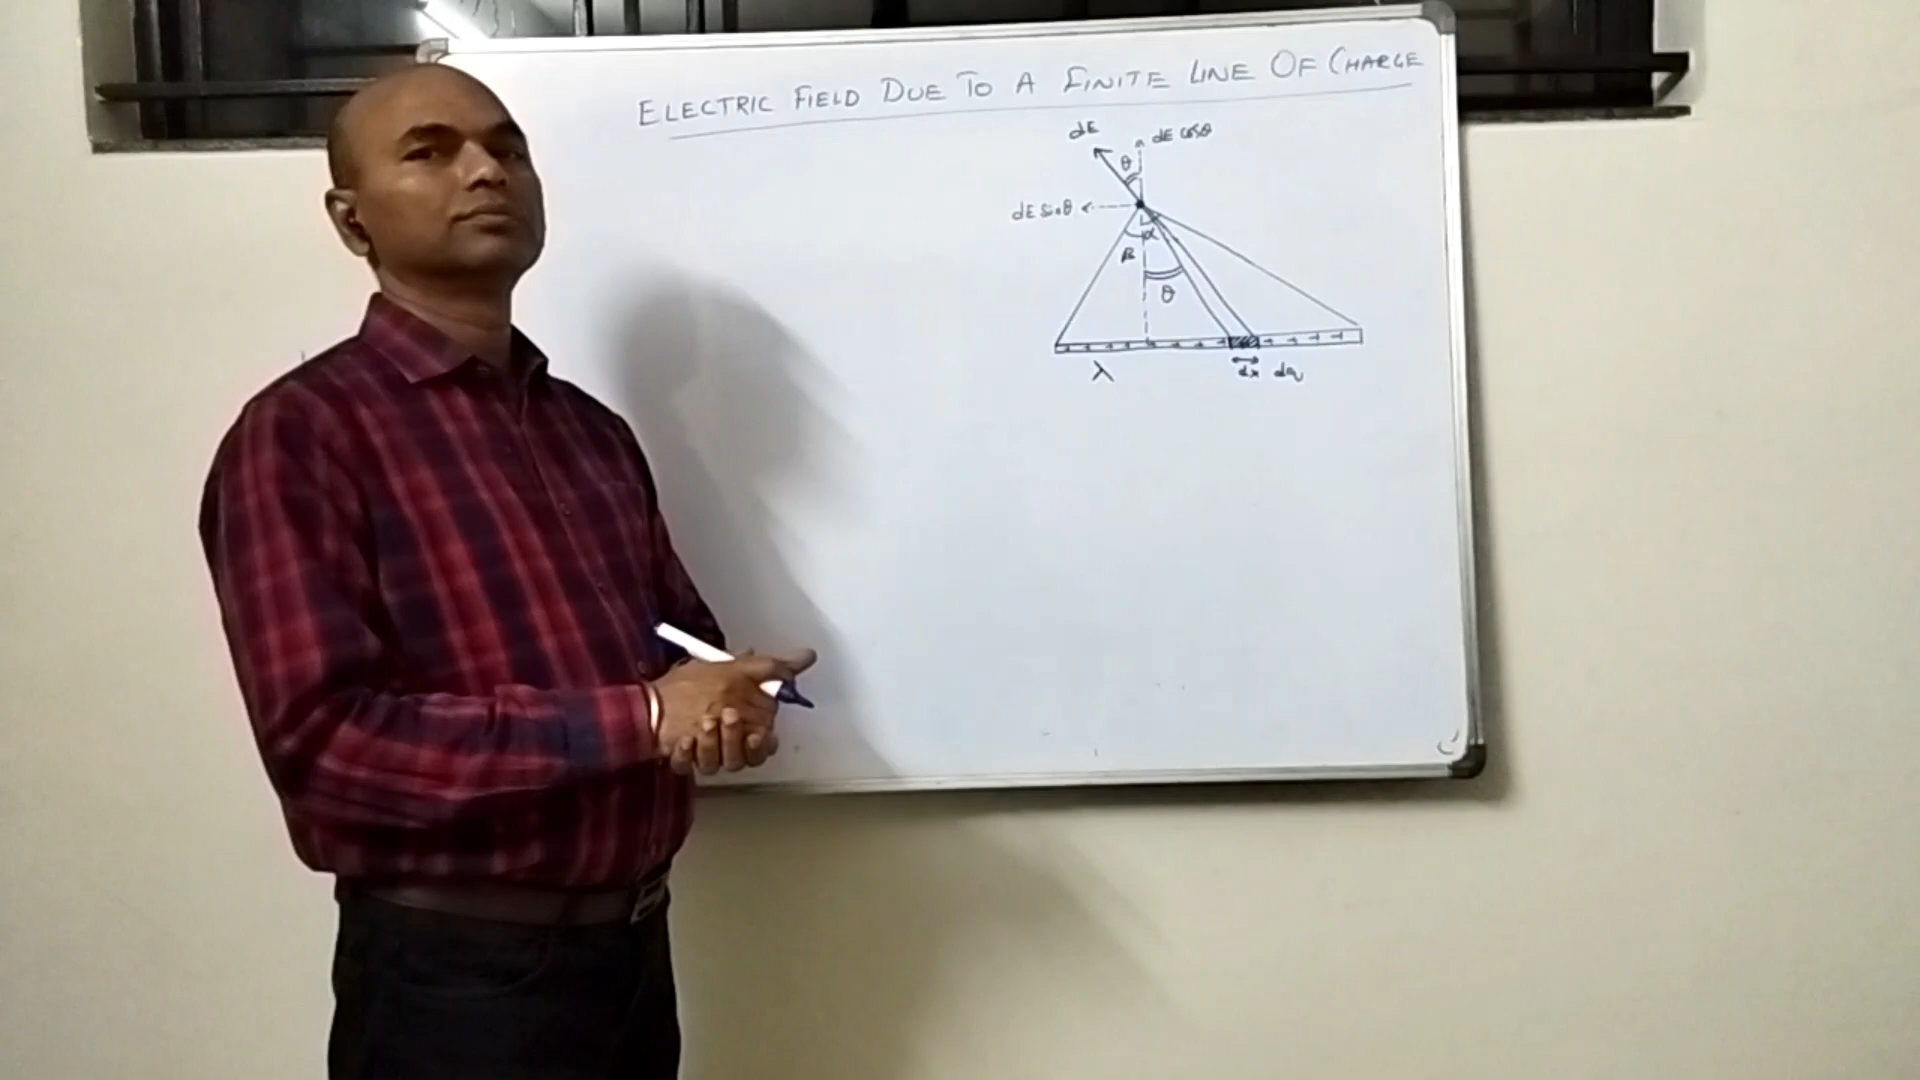 ELECTRIC FIELD DUE TO A FINITE LINE OF CHARGE
dE
dE cosθ
θ
dE sinθ
α
β
θ
λ
dx dq